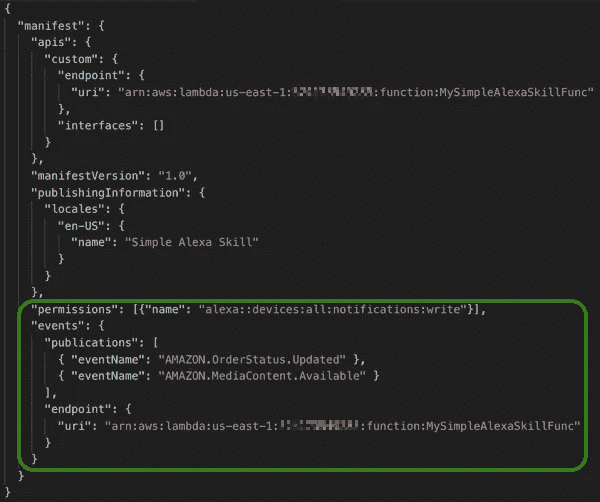 {
"manifest": {
"apis": {
"custom": {
"endpoint": {
"uri": "arn:aws:lambda:us-east-1: :function:MySimpleAlexaSkillFunc"
},
"interfaces": []
}
},
"manifestVersion": "1.0",
"publishingInformation": {
"locales": {
"en-US": {
"name": "Simple Alexa Skill"
}
}
},
"permissions": [{"name": "alexa::devices:all:notifications:write"}],
"events": {
"publications": [
{ "eventName": "AMAZON.OrderStatus.Updated" },
{ "eventName": "AMAZON.MediaContent.Available" }
],
"endpoint": {
"uri": "arn:aws:lambda:us-east-1: :function:MySimpleAlexaSkillFunc"
}
}
}
}